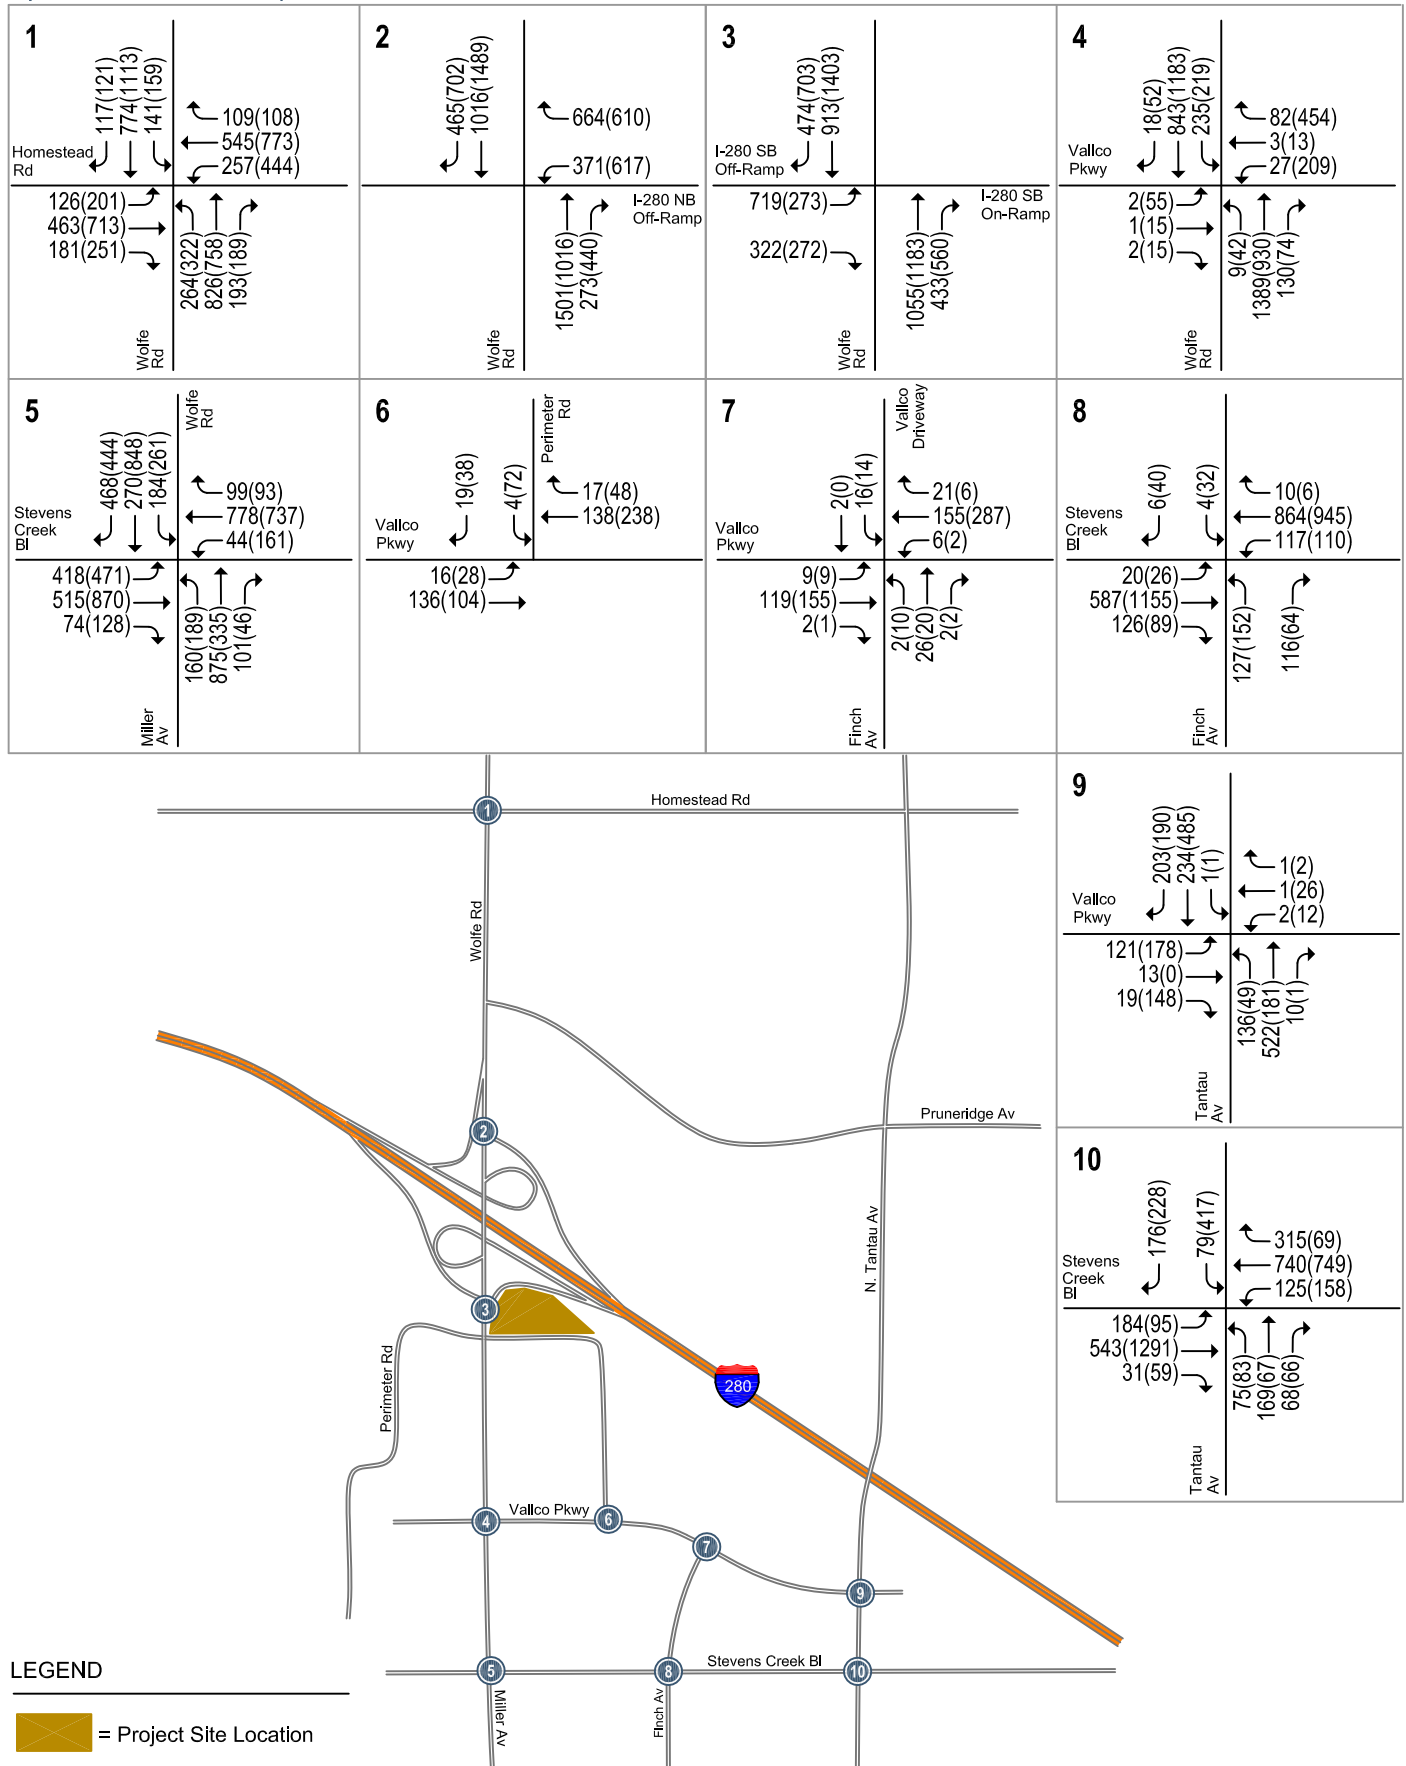 1
117(121)
774(1113)
141(159)
109(108)
545(773)
257(444)
Homestead
Rd
126(201)
463(713)
181(251)
264(322)
826(758)
193(189)
Wolfe
Rd
2
465(702)
1016(1489)
664(610)
371(617)
I-280 NB
Off-Ramp
1501(1016)
273(440)
Wolfe
Rd
3
474(703)
913(1403)
I-280 SB
Off-Ramp
719(273)
322(272)
I-280 SB
On-Ramp
1055(1183)
433(560)
Wolfe
Rd
4
18(52)
843(1183)
235(219)
82(454)
3(13)
27(209)
Vallco
Pkwy
2(55)
1(15)
2(15)
9(42)
1389(930)
130(74)
Wolfe
Rd
5
Wolfe
Rd
468(444)
270(848)
184(261)
99(93)
778(737)
44(161)
Stevens
Creek
Bl
418(471)
515(870)
74(128)
160(189)
875(335)
101(46)
Miller
Av
6
Perimeter
Rd
19(38)
4(72)
17(48)
138(238)
Vallco
Pkwy
16(28)
136(104)
7
Vallco
Driveway
2(0)
16(14)
21(6)
155(287)
6(2)
Vallco
Pkwy
9(9)
119(155)
2(1)
2(10)
26(20)
2(2)
Finch
Av
8
6(40)
4(32)
10(6)
864(945)
117(110)
Stevens
Creek
Bl
20(26)
587(1155)
126(89)
127(152)
116(64)
Finch
Av
9
203(190)
234(485)
1(1)
1(2)
1(26)
2(12)
Vallco
Pkwy
121(178)
13(0)
19(148)
136(49)
522(181)
10(1)
Tantau
Av
10
176(228)
79(417)
315(69)
740(749)
125(158)
Stevens
Creek
Bl
184(95)
543(1291)
31(59)
75(83)
169(67)
68(66)
Tantau
Av
1
Homestead Rd
Wolfe Rd
Pruneridge Av
2
N. Tantau Av
3
Perimeter Rd
280
Vallco Pkwy
4
6
7
9
5
8
10
Stevens Creek Bl
Miller Av
Finch Av
LEGEND
= Project Site Location